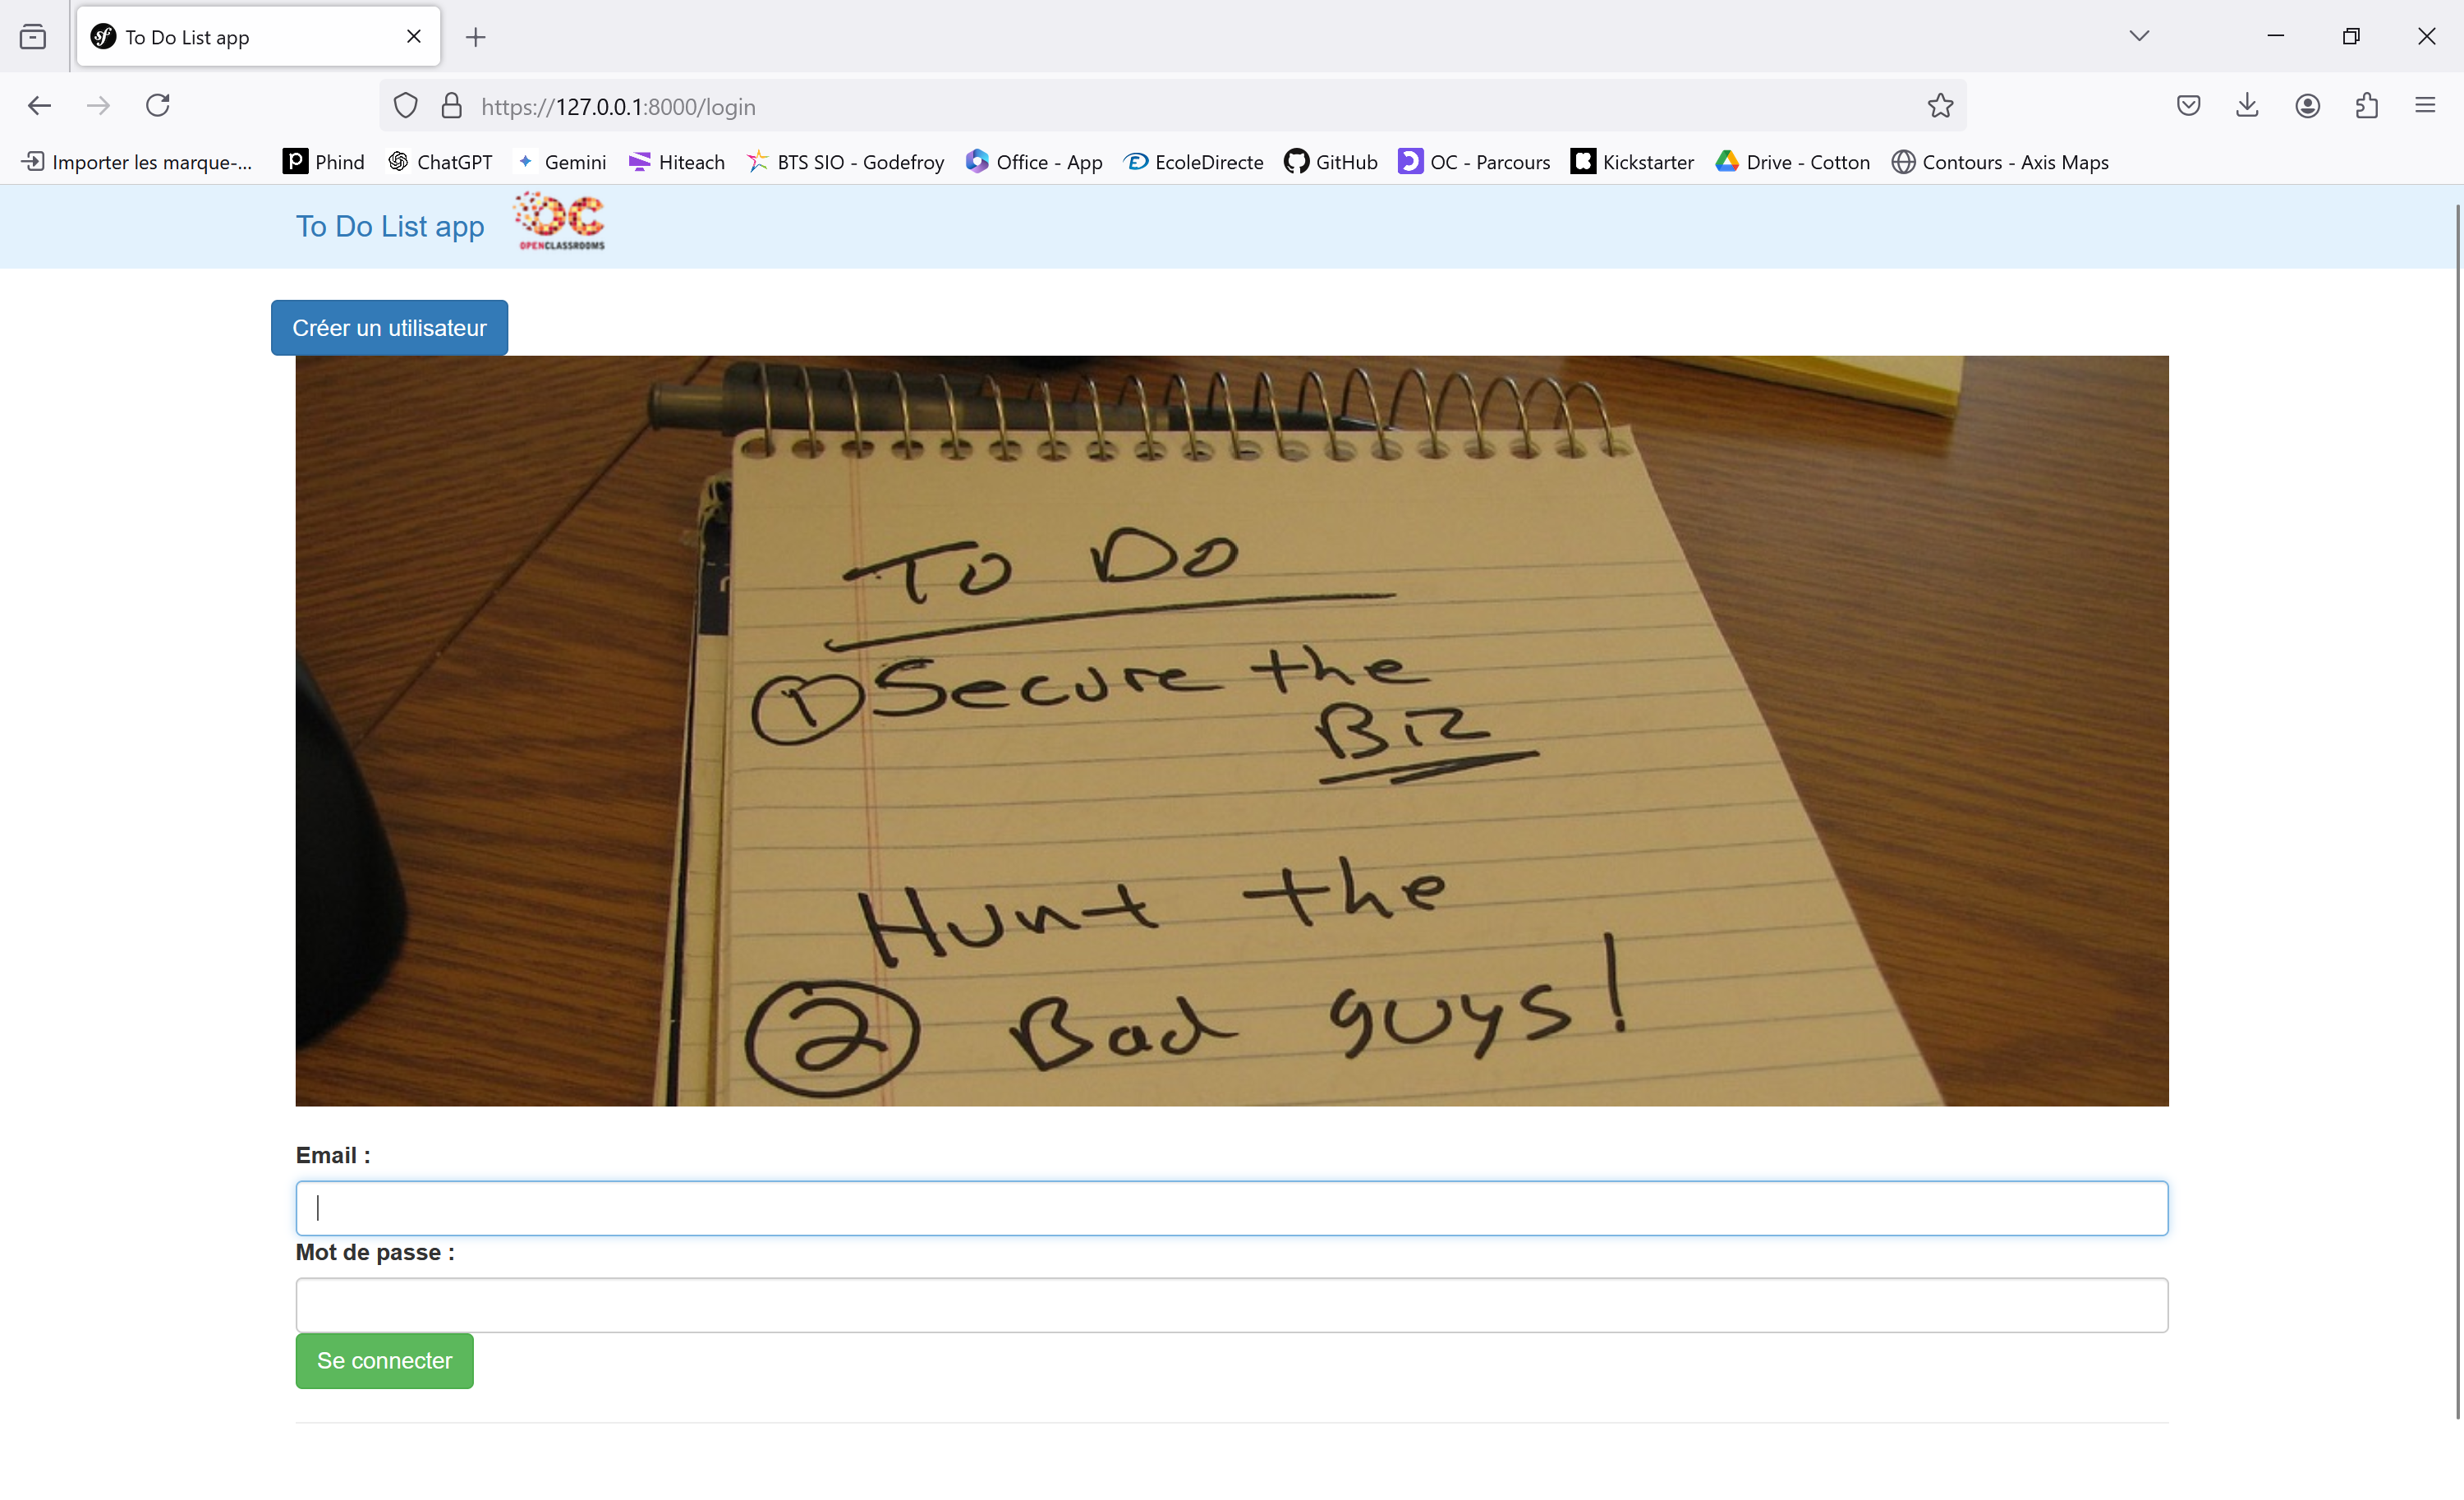 To Do List app
https://127.0.0.1:8000/login
Importer les marque-...
Phind
ChatGPT
Gemini
Hiteach
BTS SIO - Godefroy
Office - App
EcoleDirecte
GitHub
OC - Parcours
Kickstarter
Drive - Cotton
Contours - Axis Maps
To Do List app
OC
OPENCLASSROOMS
Créer un utilisateur
To Do
1 Secure the
Biz
Hunt the
2 Bad guys!
Email :
Mot de passe :
Se connecter